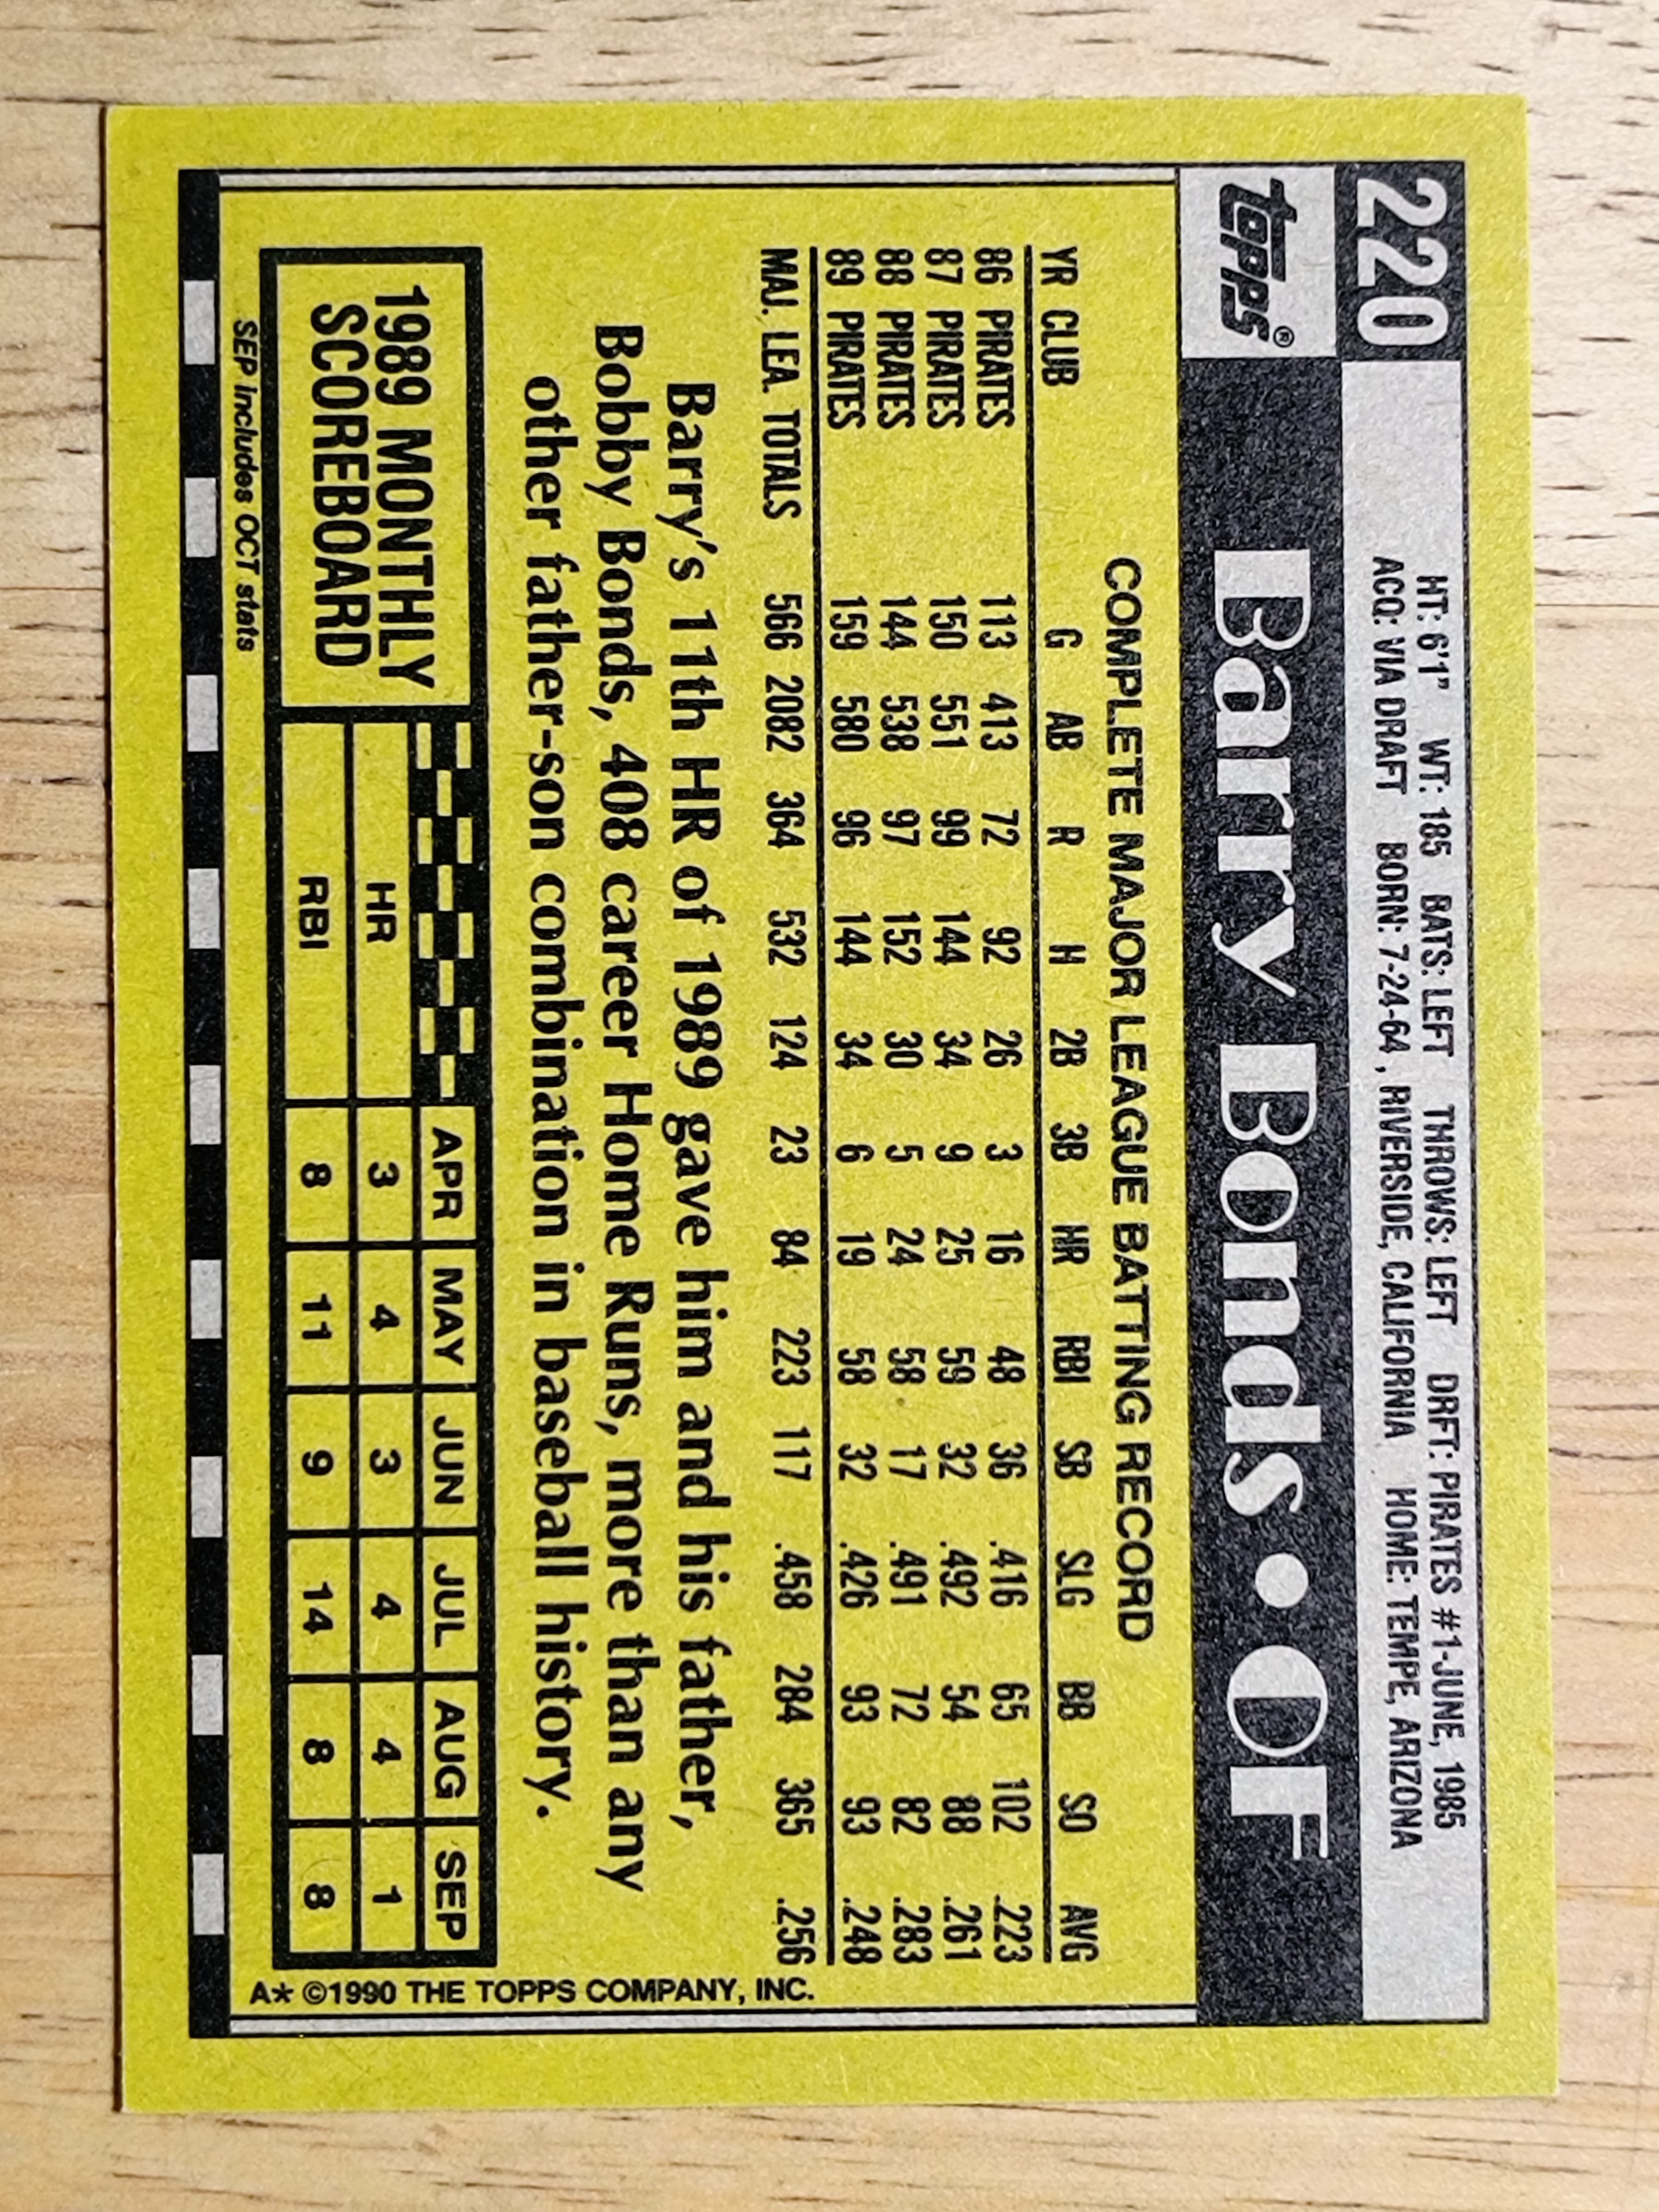 220
HT: 6'1" WT: 185 BATS: LEFT THROWS: LEFT DRFT: PIRATES #1-JUNE, 1985
ACQ: VIA DRAFT BORN: 7-24-64, RIVERSIDE, CALIFORNIA HOME: TEMPE, ARIZONA
topps®
Barry Bonds • OF
COMPLETE MAJOR LEAGUE BATTING RECORD
YR CLUB G AB R H 2B 3B HR RBI SB SLG BB SO AVG
86 PIRATES 113 413 72 92 26 3 16 48 36 .416 65 102 .223
87 PIRATES 150 551 99 144 34 9 25 59 32 .492 54 88 .261
88 PIRATES 144 538 97 152 30 5 24 58 17 .491 72 82 .283
89 PIRATES 159 580 96 144 34 6 19 58 32 .426 93 93 .248
MAJ. LEA. TOTALS 566 2082 364 532 124 23 84 223 117 .458 284 365 .256
Barry's 11th HR of 1989 gave him and his father,
Bobby Bonds, 408 career Home Runs, more than any
other father-son combination in baseball history.
1989 MONTHLY
SCOREBOARD
APR MAY JUN JUL AUG SEP
HR 3 4 3 4 4 1
RBI 8 11 9 14 8 8
SEP includes OCT stats
A* ©1990 THE TOPPS COMPANY, INC.